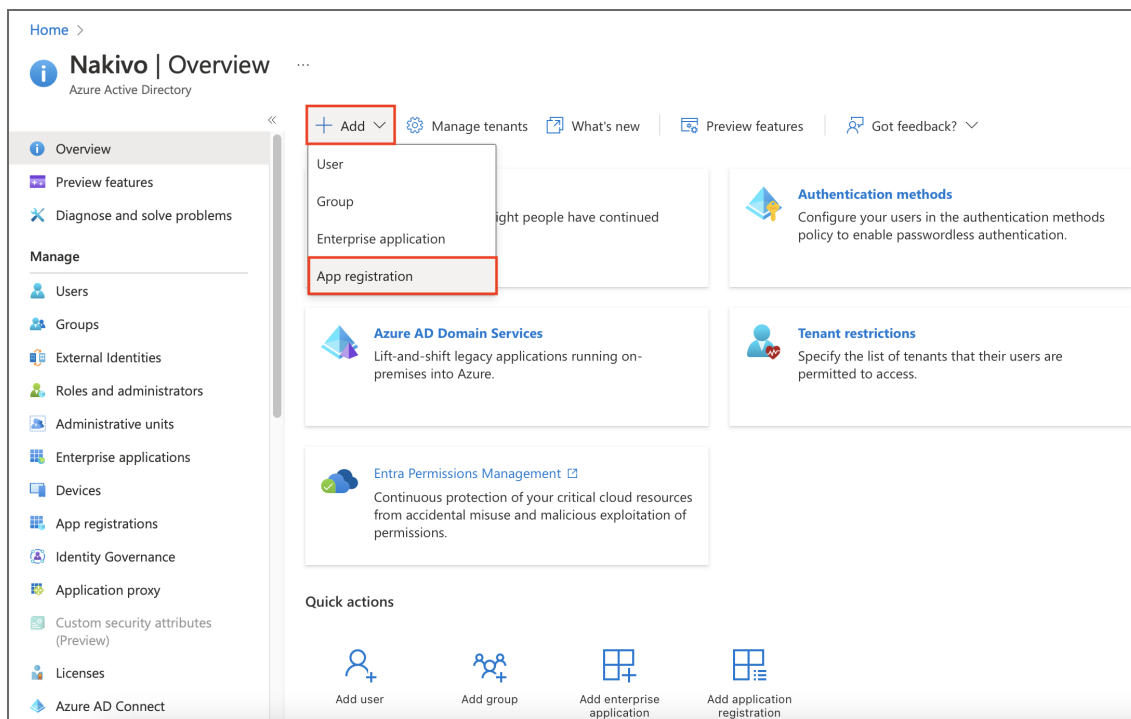 Home >
Nakivo | Overview ...
Azure Active Directory
«
Overview
Preview features
Diagnose and solve problems
Manage
Users
Groups
External Identities
Roles and administrators
Administrative units
Enterprise applications
Devices
App registrations
Identity Governance
Application proxy
Custom security attributes
(Preview)
Licenses
Azure AD Connect
+ Add
Manage tenants
What's new
Preview features
Got feedback?
User
Group
Enterprise application
App registration
ight people have continued
Authentication methods
Configure your users in the authentication methods
policy to enable passwordless authentication.
Azure AD Domain Services
Lift-and-shift legacy applications running on-
premises into Azure.
Tenant restrictions
Specify the list of tenants that their users are
permitted to access.
Entra Permissions Management
Continuous protection of your critical cloud resources
from accidental misuse and malicious exploitation of
permissions.
Quick actions
Add user
Add group
Add enterprise
application
Add application
registration